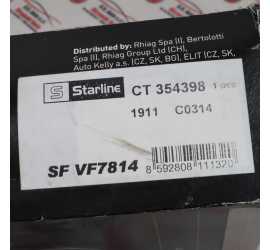 Distributed by: Rhiag Spa (I), Bertolotti
Spa (I), Rhiag Group Ltd (CH),
Auto Kelly a.s. (CZ, SK, BG), ELIT (CZ, SK,
S Starline CT 354398 1
1911 C0314
SF VF7814
8 592808 111320